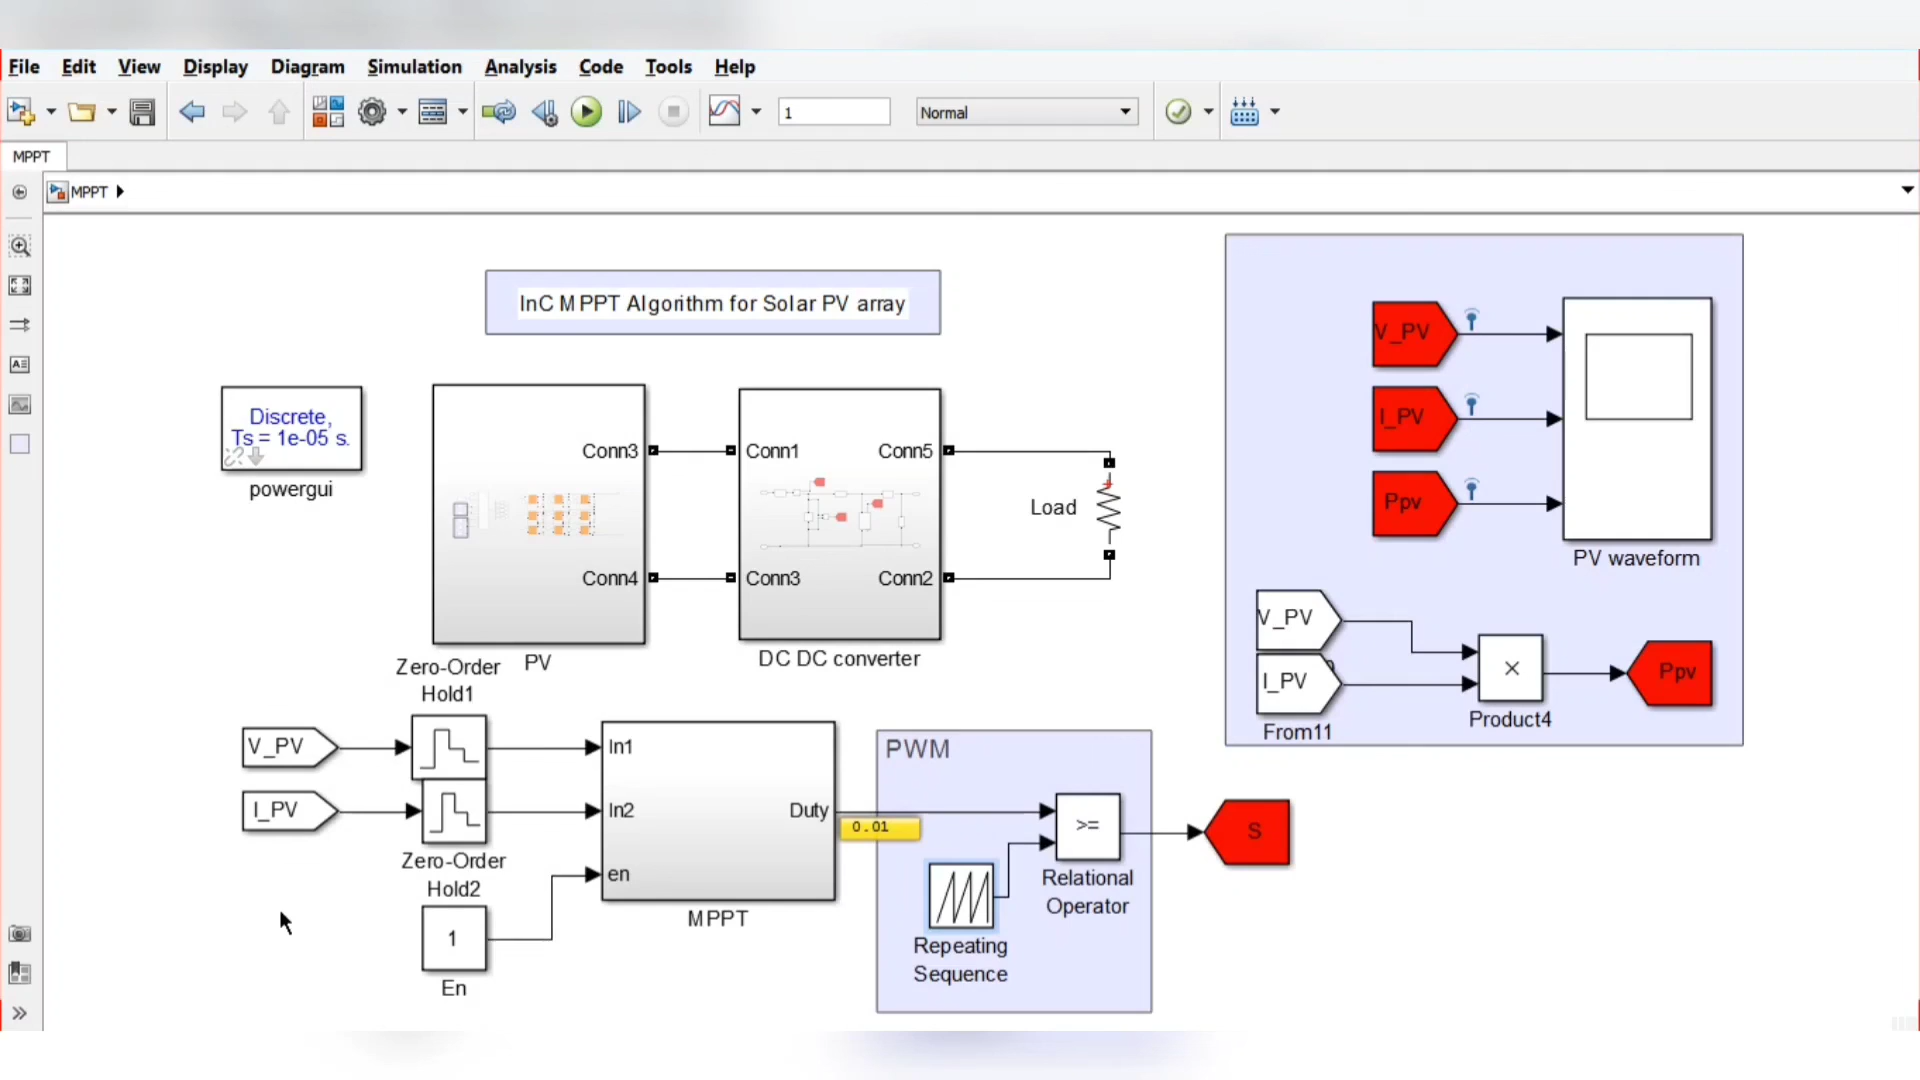 File Edit View Display Diagram Simulation Analysis Code Tools Help
1 Normal
MPPT
MPPT
InC MPPT Algorithm for Solar PV array
Discrete,
Ts = 1e-05 s.
powergui
Conn3
Conn4
PV
Conn1
Conn3
Conn5
Conn2
DC DC converter
Load
V_PV
I_PV
Ppv
PV waveform
V_PV
I_PV
From11
×
Product4
Ppv
Zero-Order
Hold1
V_PV
I_PV
Zero-Order
Hold2
1
En
In1
In2
en
Duty
MPPT
0.01
PWM
>=
Relational
Operator
Repeating
Sequence
S